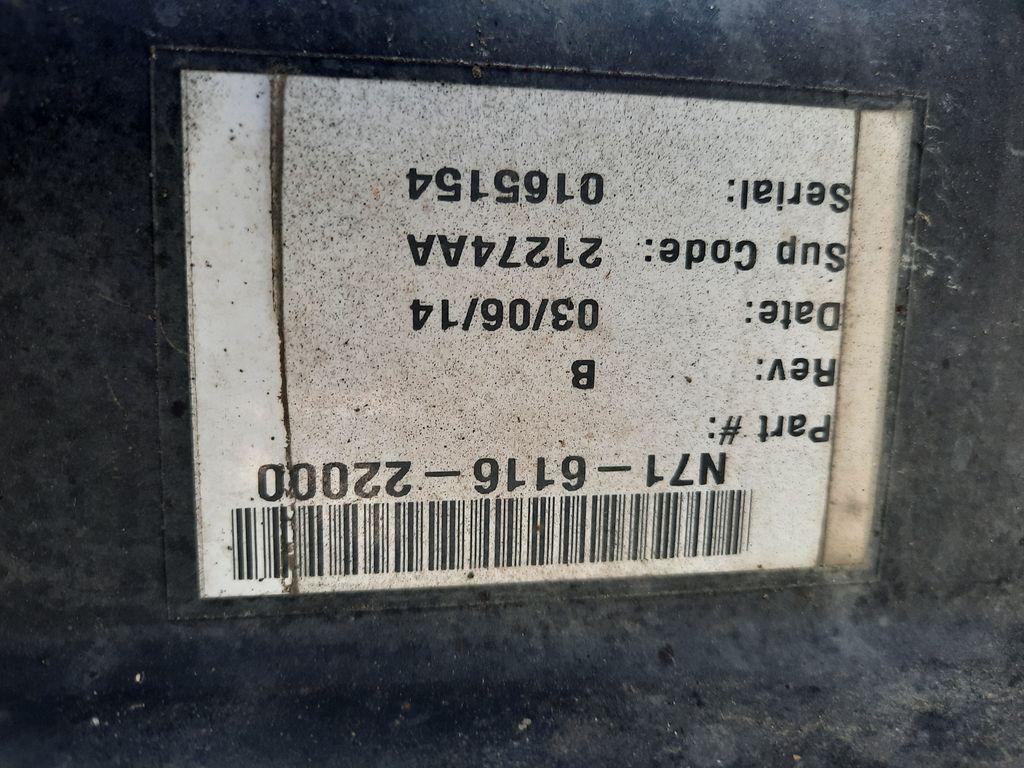 N71-6116-22000
Part #:
Rev: B
Date: 03/06/14
Sup Code: 21274AA
Serial: 0165154